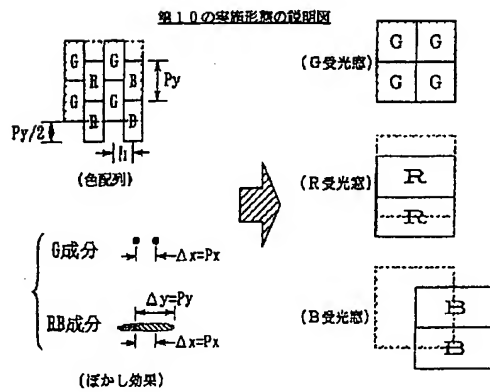 第10の実施形態の説明図
G G
R B
G G
R B
Py
Py/2
h
(色配列)
G成分
Δx=Px
RB成分
Δy=Py
Δx=Px
(ぼかし効果)
(G受光窓)
G G
G G
(R受光窓)
R
R
(B受光窓)
B
B